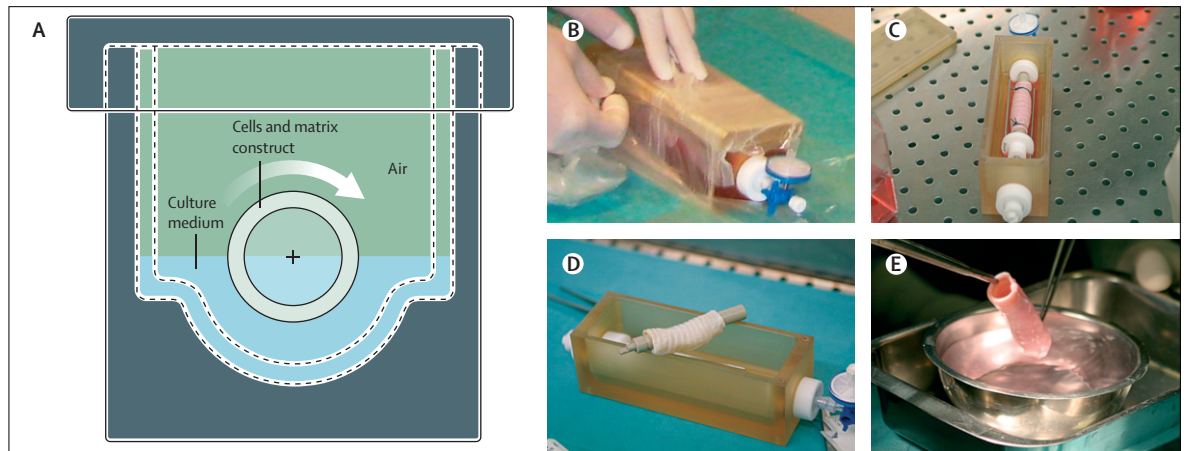 A
Cells and matrix
construct
Air
Culture
medium
B
C
D
E